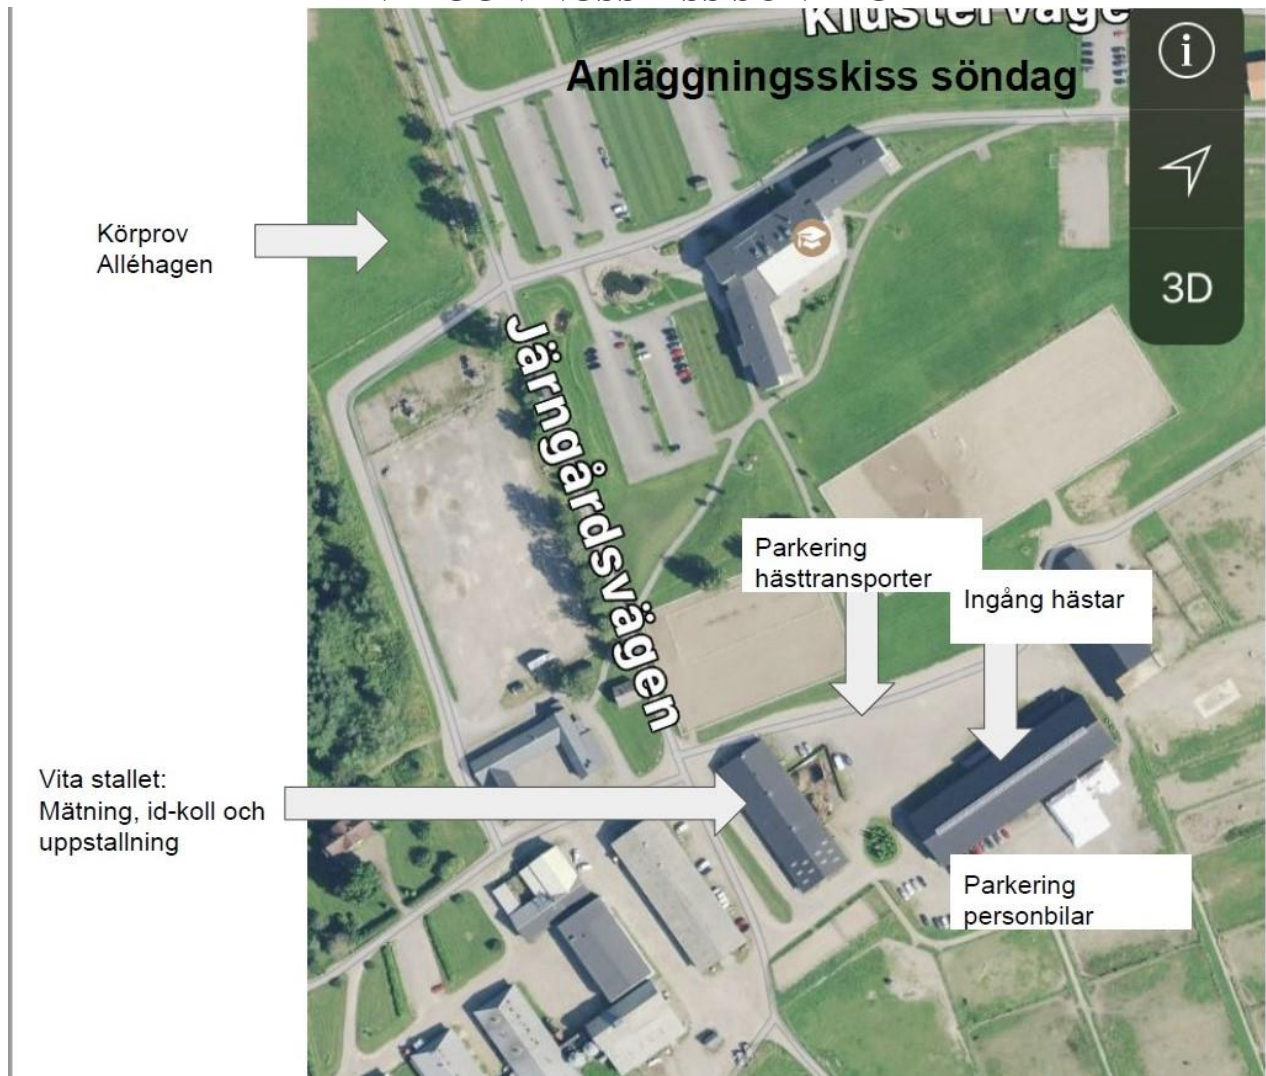 Klusterväge
Anläggningsskiss söndag
3D
Körprov
Alléhagen
Järngårdsvägen
Parkering
hästtransporter
Ingång hästar
Vita stallet:
Mätning, id-koll och
uppstallning
Parkering
personbilar